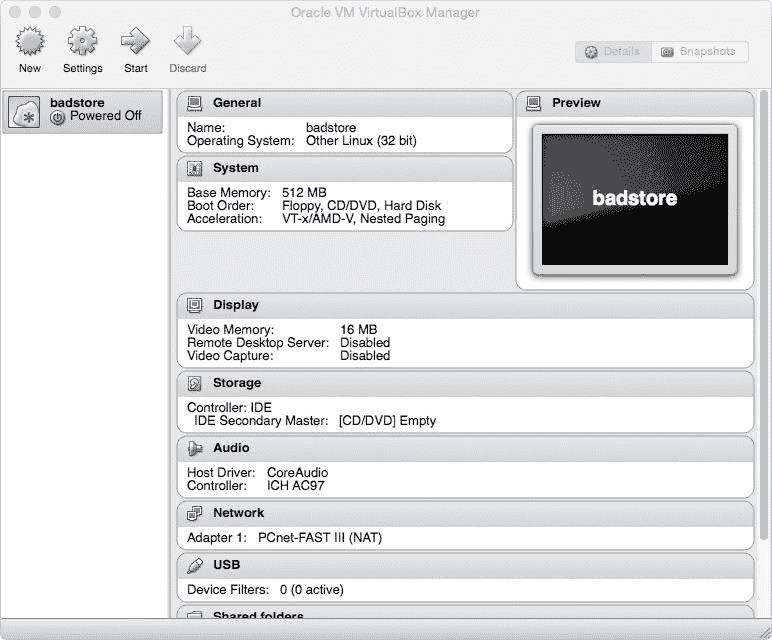 Oracle VM VirtualBox Manager
New Settings Start Discard
Details Snapshots
badstore
Powered Off
General
Name: badstore
Operating System: Other Linux (32 bit)
System
Base Memory: 512 MB
Boot Order: Floppy, CD/DVD, Hard Disk
Acceleration: VT-x/AMD-V, Nested Paging
Preview
badstore
Display
Video Memory: 16 MB
Remote Desktop Server: Disabled
Video Capture: Disabled
Storage
Controller: IDE
IDE Secondary Master: [CD/DVD] Empty
Audio
Host Driver: CoreAudio
Controller: ICH AC97
Network
Adapter 1: PCnet-FAST III (NAT)
USB
Device Filters: 0 (0 active)
Shared folders